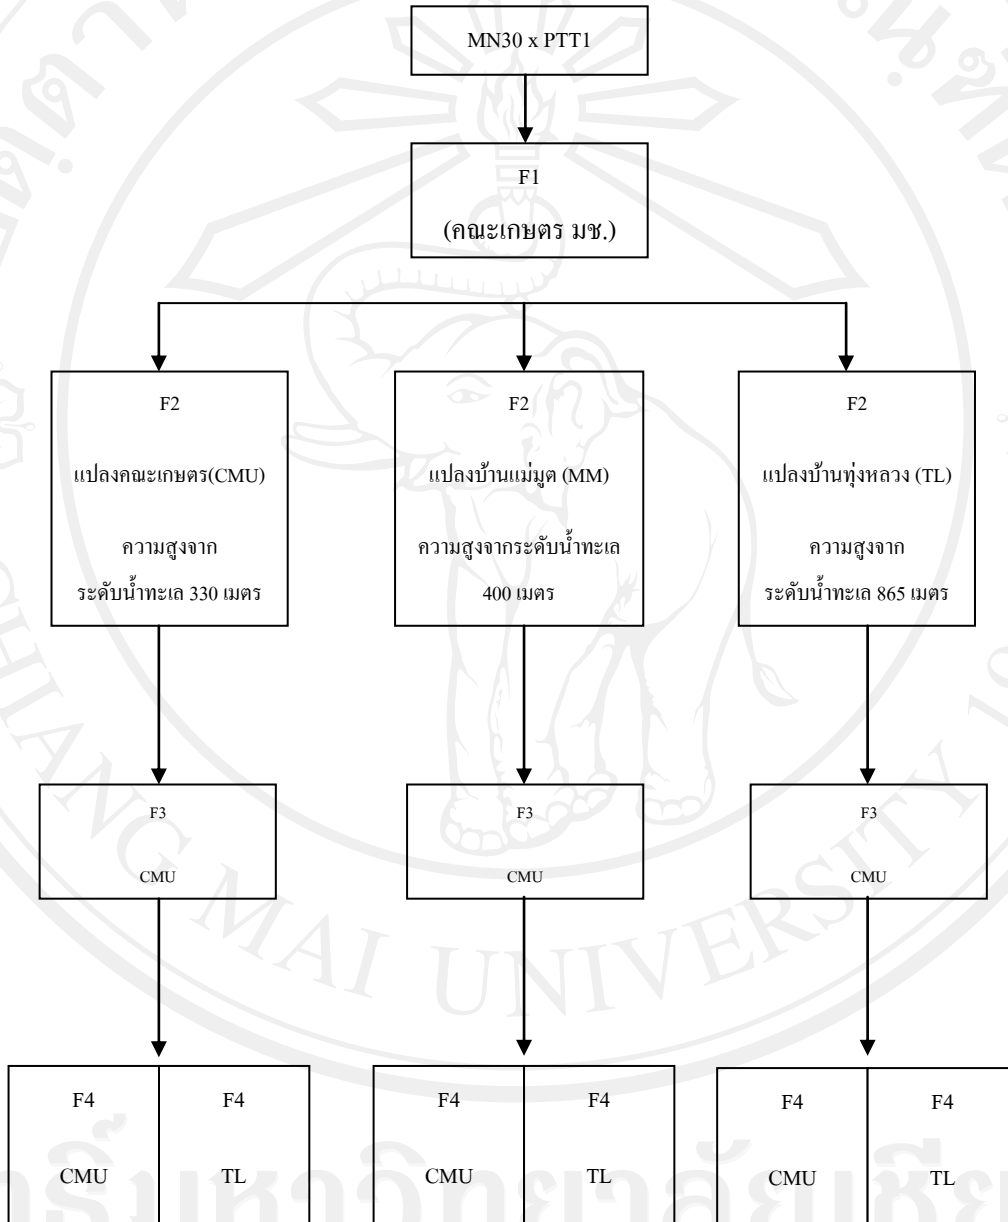 MN30 x PTT1
F1
(คณะเกษตร มช.)
F2
แปลงคณะเกษตร(CMU)
ความสูงจาก
ระดับน้ำทะเล 330 เมตร
F2
แปลงบ้านแม่มูต (MM)
ความสูงจากระดับน้ำทะเล
400 เมตร
F2
แปลงบ้านทุ่งหลวง (TL)
ความสูงจาก
ระดับน้ำทะเล 865 เมตร
F3
CMU
F3
CMU
F3
CMU
F4
CMU
F4
TL
F4
CMU
F4
TL
F4
CMU
F4
TL
CHIANG MAI UNIVERSITY